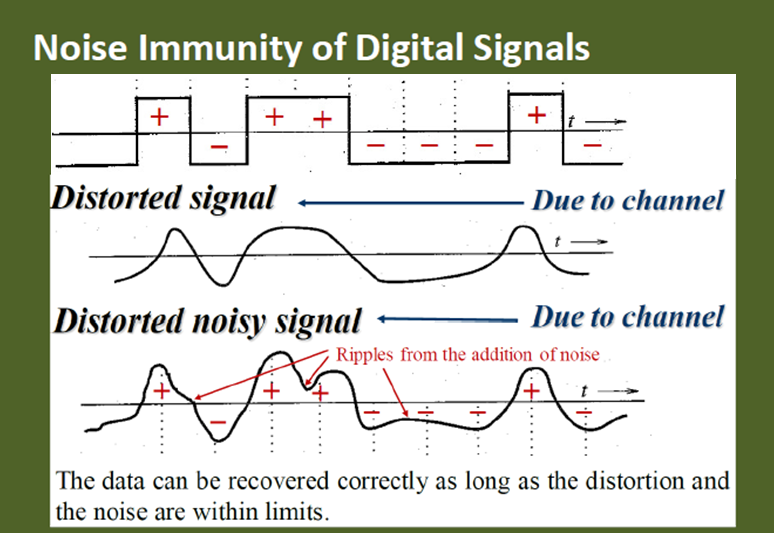 Noise Immunity of Digital Signals
+ − + + − − − + −
t
Distorted signal
Due to channel
t
Distorted noisy signal
Due to channel
Ripples from the addition of noise
+ − + + − − − + −
t
The data can be recovered correctly as long as the distortion and
the noise are within limits.